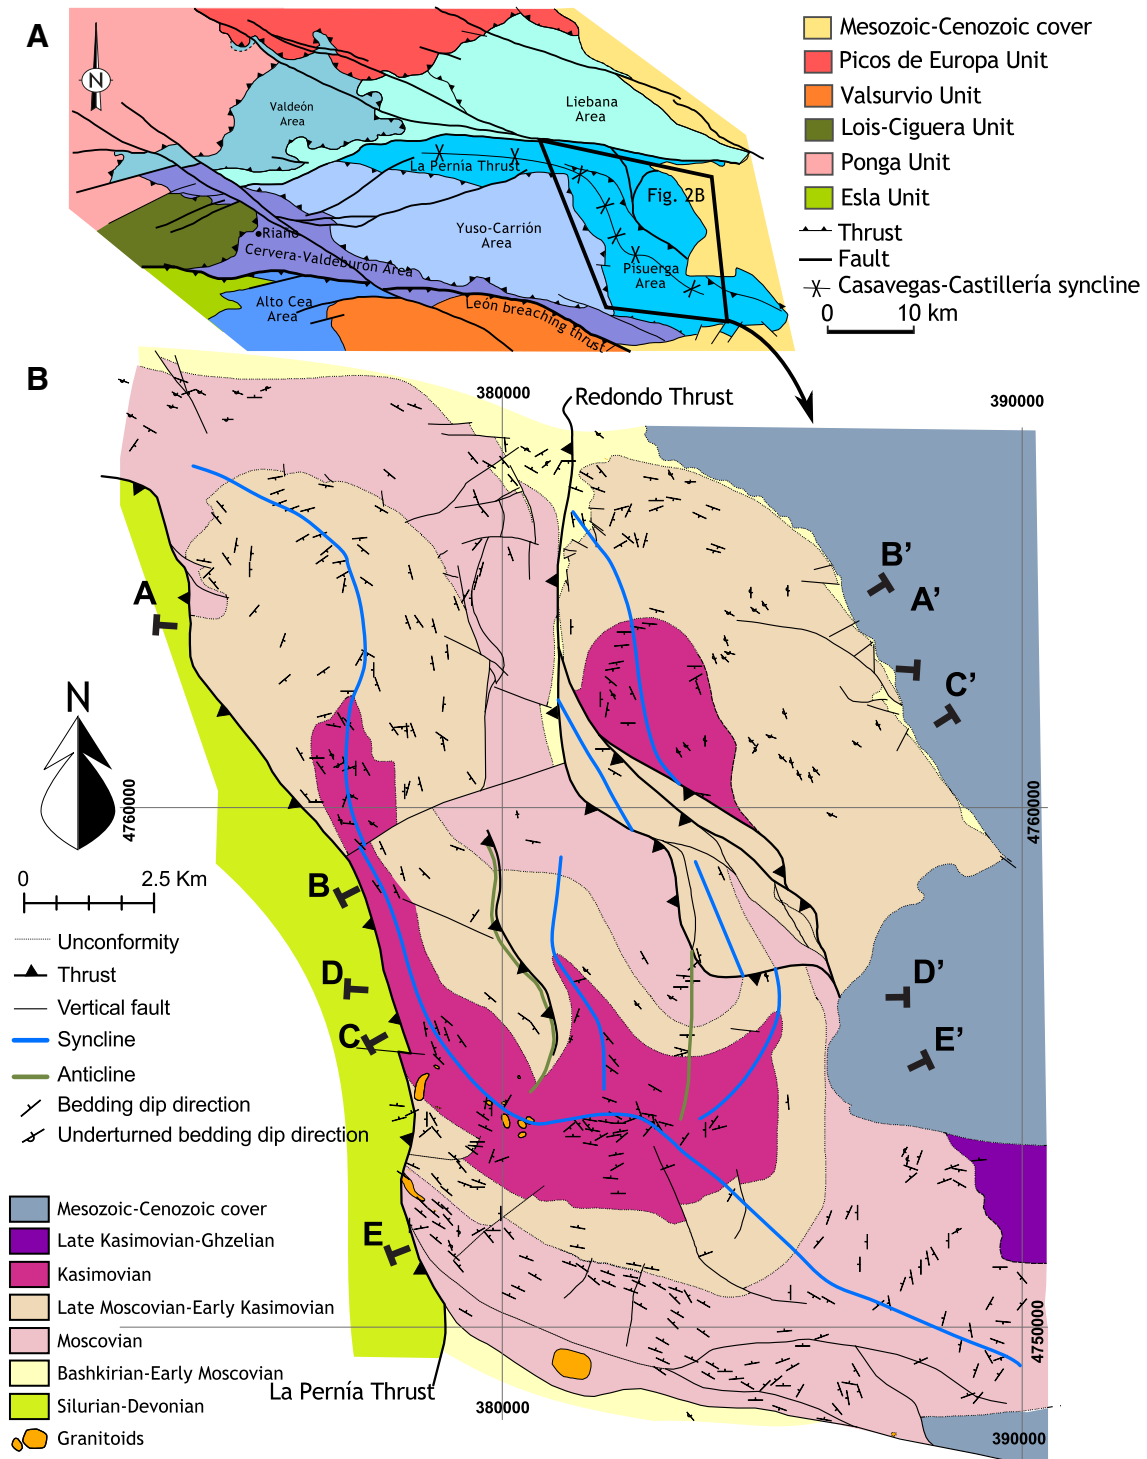 A
N
Valdeón
Area
Liebana
Area
La Pernía Thrust
Fig. 2B
Yuso-Carrión
Area
Riaño
Cervera-Valdeburón Area
Pisuerga
Area
Alto Cea
Area
León breaching thrust
Mesozoic-Cenozoic cover
Picos de Europa Unit
Valsurvio Unit
Lois-Ciguera Unit
Ponga Unit
Esla Unit
Thrust
Fault
Casavegas-Castillería syncline
0 10 km
B
380000
Redondo Thrust
390000
B’
A
A’
C’
N
4760000
4760000
0 2.5 Km
B
D
D’
C
E’
E
Unconformity
Thrust
Vertical fault
Syncline
Anticline
Bedding dip direction
Underturned bedding dip direction
Mesozoic-Cenozoic cover
Late Kasimovian-Ghzelian
Kasimovian
Late Moscovian-Early Kasimovian
Moscovian
Bashkirian-Early Moscovian
Silurian-Devonian
Granitoids
La Pernía Thrust
4750000
380000
390000